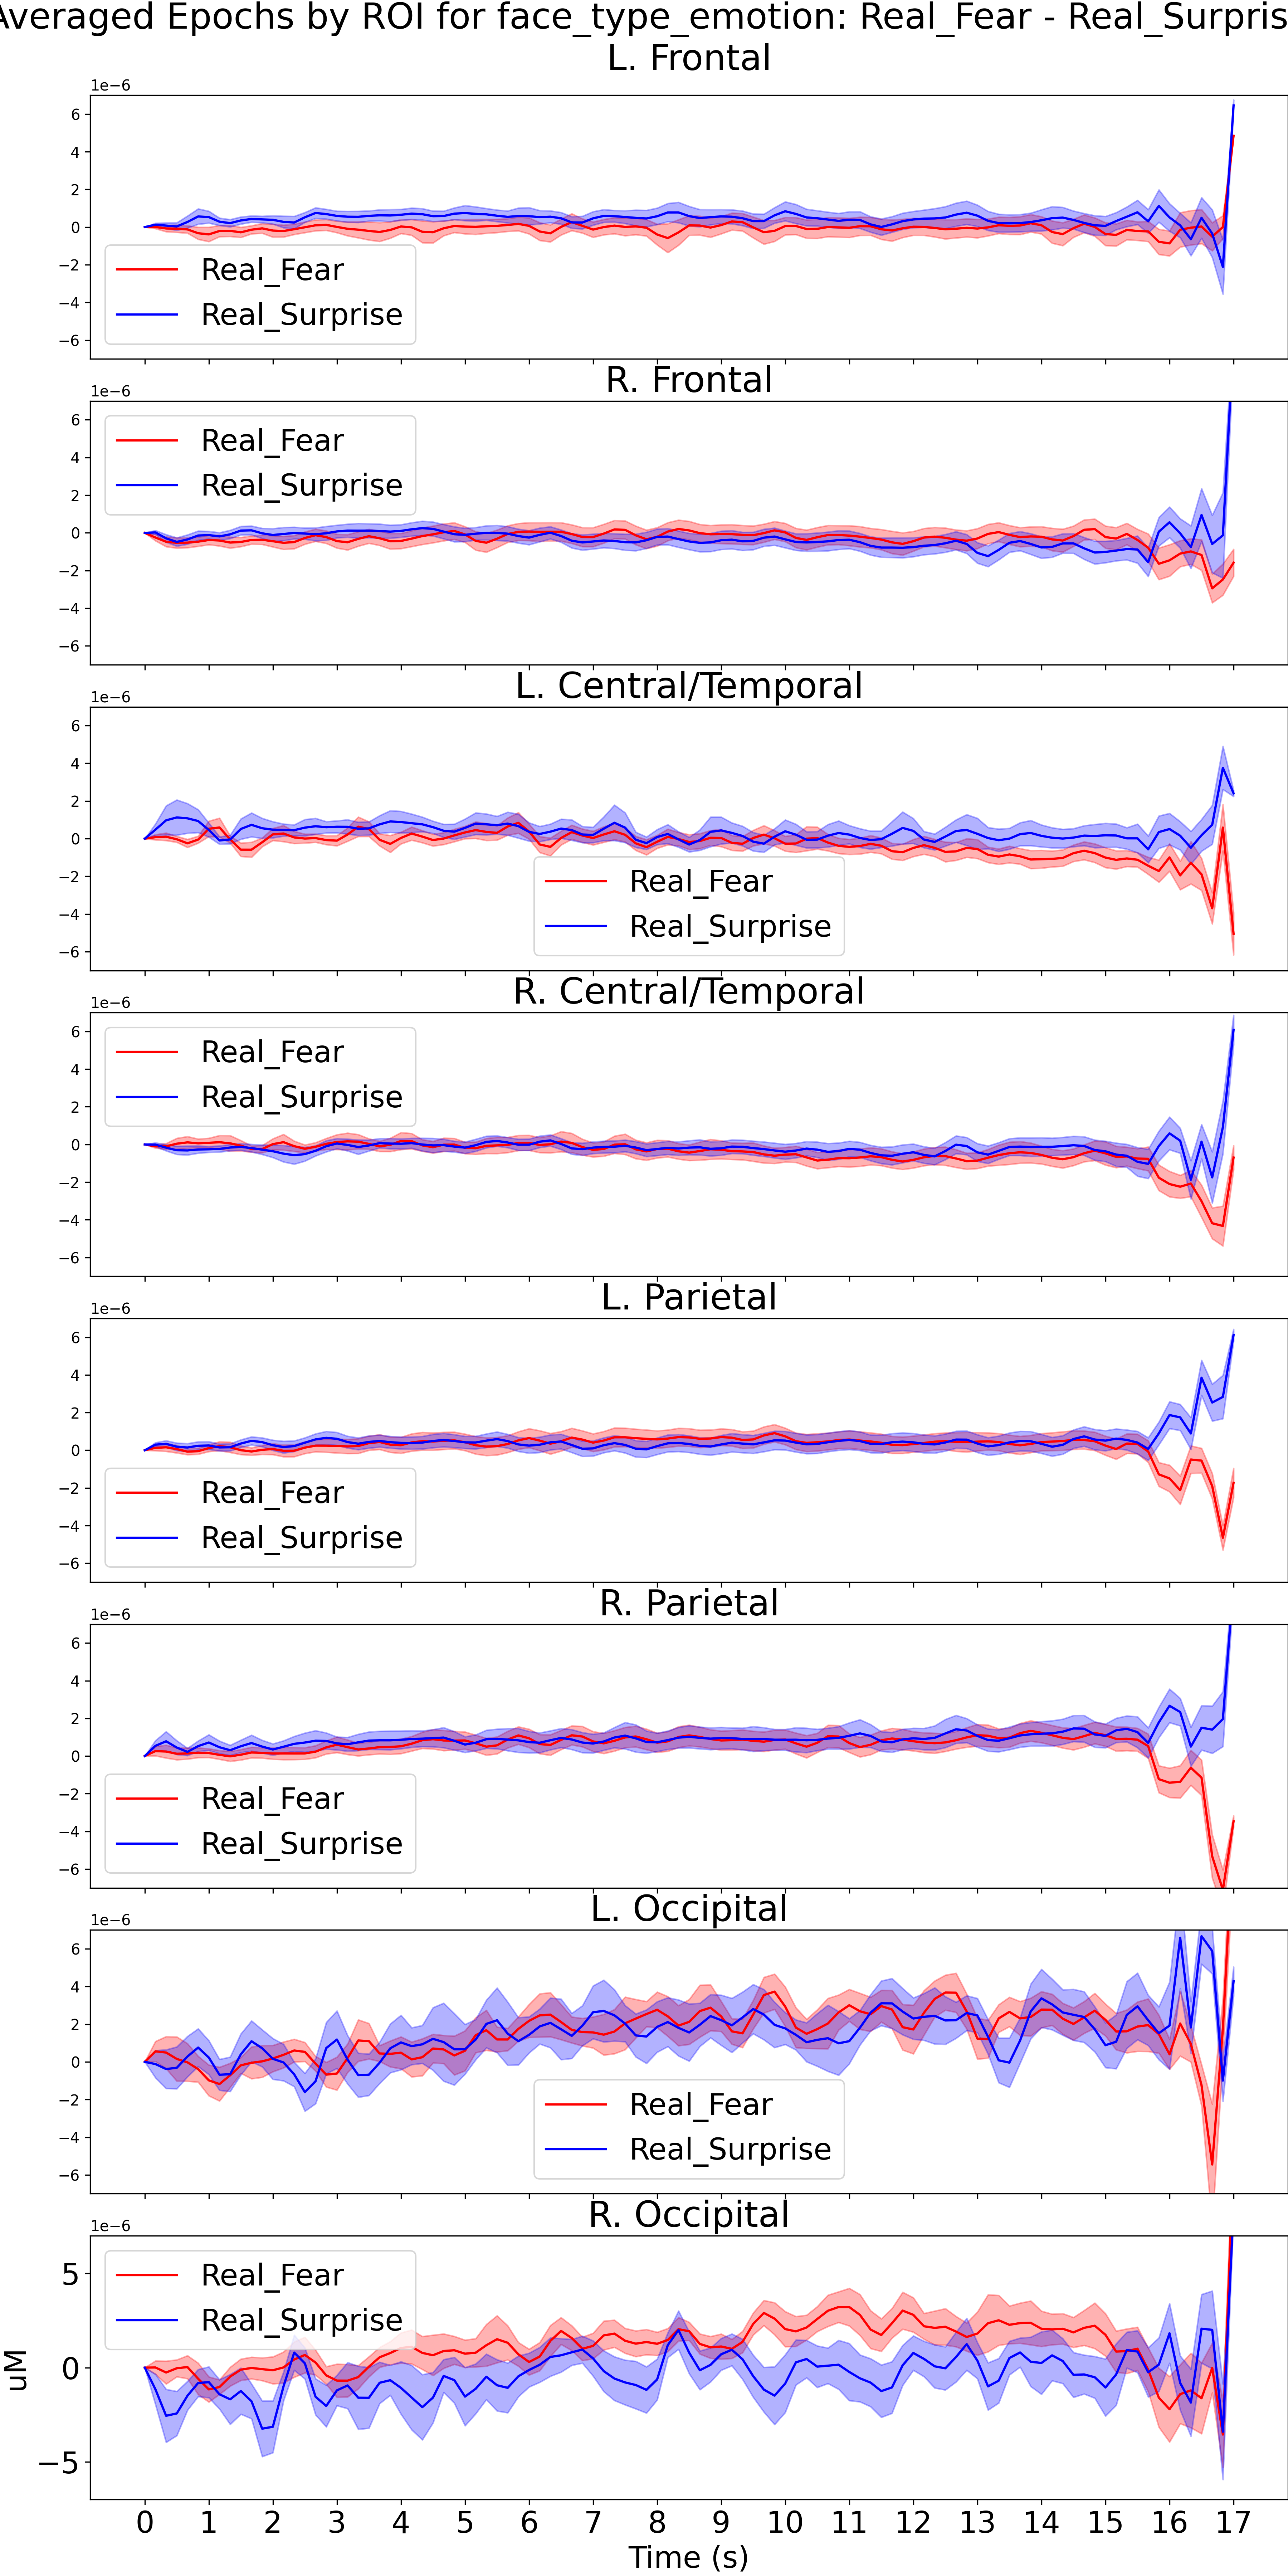 Averaged Epochs by ROI for face_type_emotion: Real_Fear - Real_Surpris
L. Frontal
1e−6
6
4
2
0
−2
−4
−6
Real_Fear
Real_Surprise
R. Frontal
1e−6
6
4
2
0
−2
−4
−6
Real_Fear
Real_Surprise
L. Central/Temporal
1e−6
6
4
2
0
−2
−4
−6
Real_Fear
Real_Surprise
R. Central/Temporal
1e−6
6
4
2
0
−2
−4
−6
Real_Fear
Real_Surprise
L. Parietal
1e−6
6
4
2
0
−2
−4
−6
Real_Fear
Real_Surprise
R. Parietal
1e−6
6
4
2
0
−2
−4
−6
Real_Fear
Real_Surprise
L. Occipital
1e−6
6
4
2
0
−2
−4
−6
Real_Fear
Real_Surprise
R. Occipital
1e−6
5
0
−5
uM
Real_Fear
Real_Surprise
0 1 2 3 4 5 6 7 8 9 10 11 12 13 14 15 16 17
Time (s)